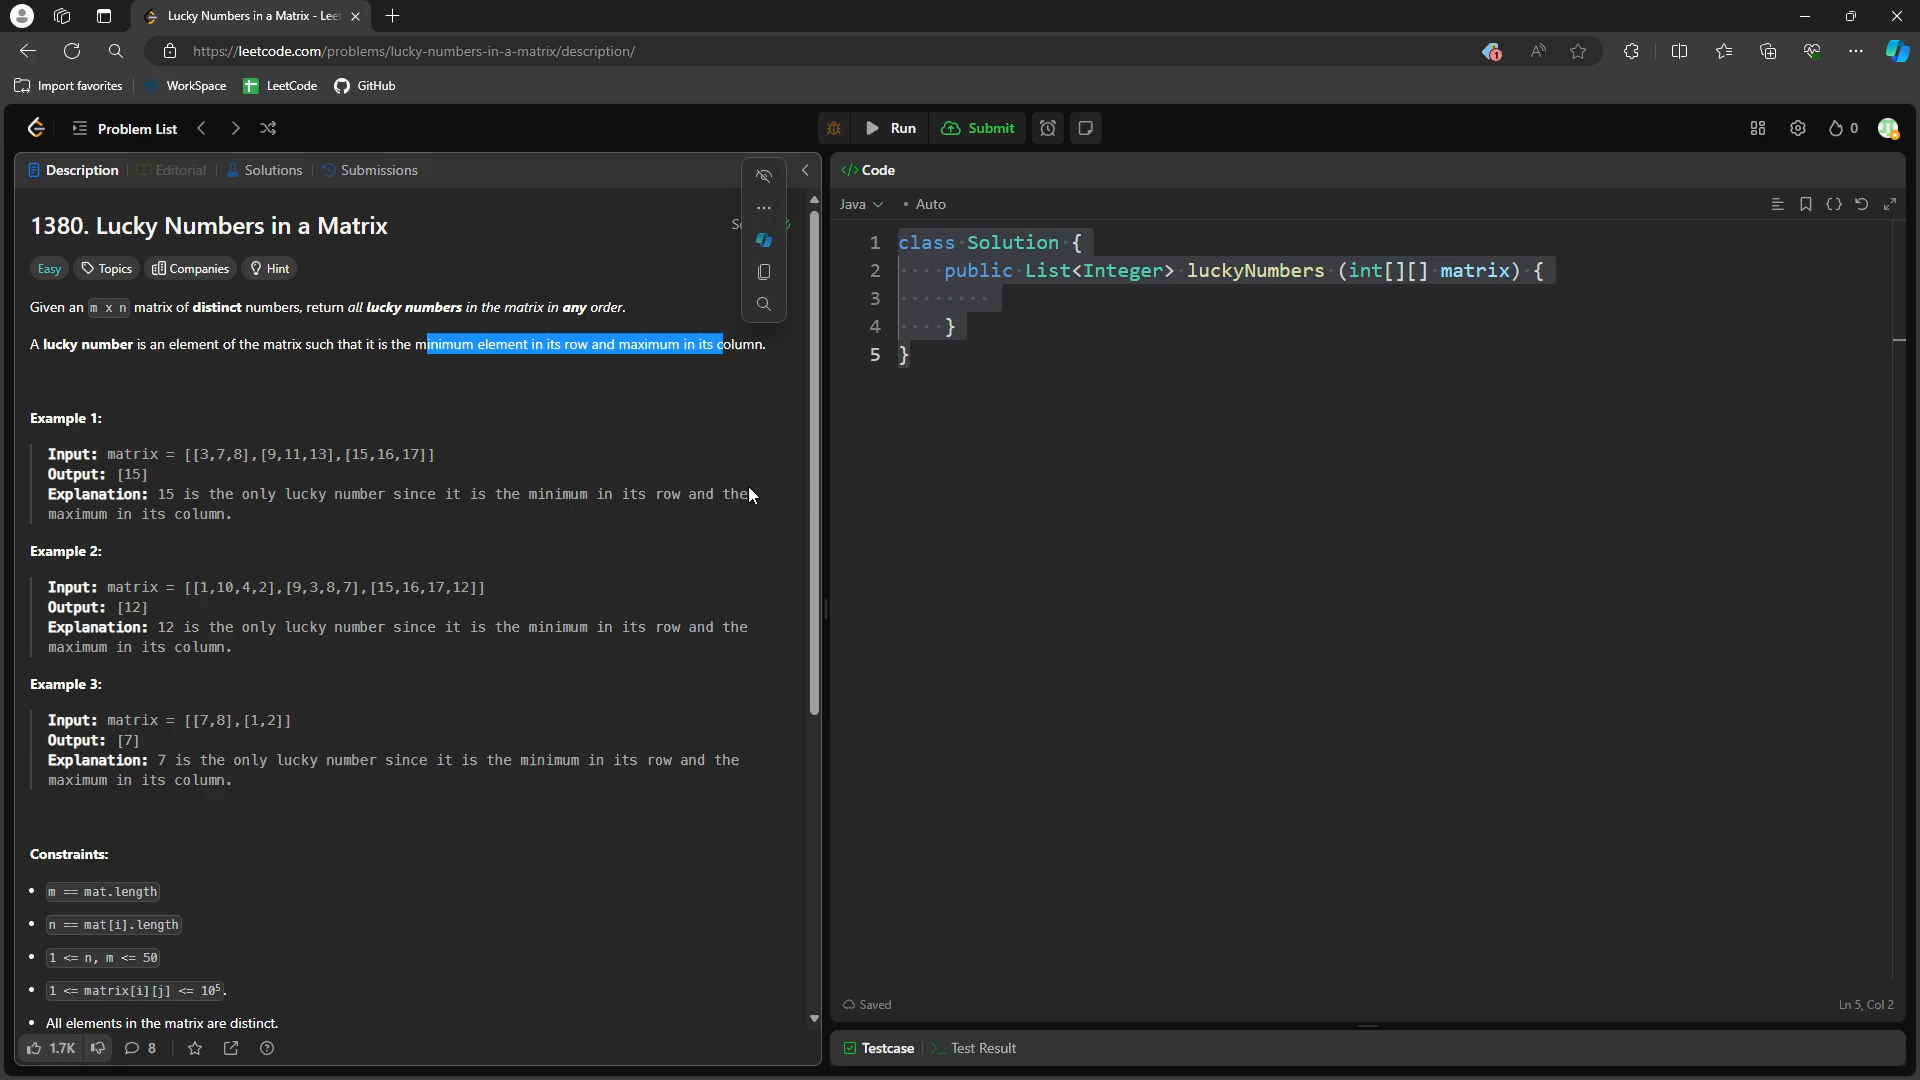 Lucky Numbers in a Matrix - Leet
https://leetcode.com/problems/lucky-numbers-in-a-matrix/description/
1
Import favorites
WorkSpace
LeetCode
GitHub
Problem List
Run
Submit
0
Description
Editorial
Solutions
Submissions
1380. Lucky Numbers in a Matrix
Easy
Topics
Companies
Hint
Given an m x n matrix of distinct numbers, return all lucky numbers in the matrix in any order.
A lucky number is an element of the matrix such that it is the minimum element in its row and maximum in its column.
Example 1:
Input: matrix = [[3,7,8],[9,11,13],[15,16,17]]
Output: [15]
Explanation: 15 is the only lucky number since it is the minimum in its row and the
maximum in its column.
Example 2:
Input: matrix = [[1,10,4,2],[9,3,8,7],[15,16,17,12]]
Output: [12]
Explanation: 12 is the only lucky number since it is the minimum in its row and the
maximum in its column.
Example 3:
Input: matrix = [[7,8],[1,2]]
Output: [7]
Explanation: 7 is the only lucky number since it is the minimum in its row and the
maximum in its column.
Constraints:
• m == mat.length
• n == mat[i].length
• 1 <= n, m <= 50
• 1 <= matrix[i][j] <= 10⁵.
• All elements in the matrix are distinct.
1.7K
8
</> Code
Java
• Auto
1 class Solution {
2 public List<Integer> luckyNumbers (int[][] matrix) {
3
4 }
5 }
Saved
Ln 5, Col 2
Testcase
Test Result